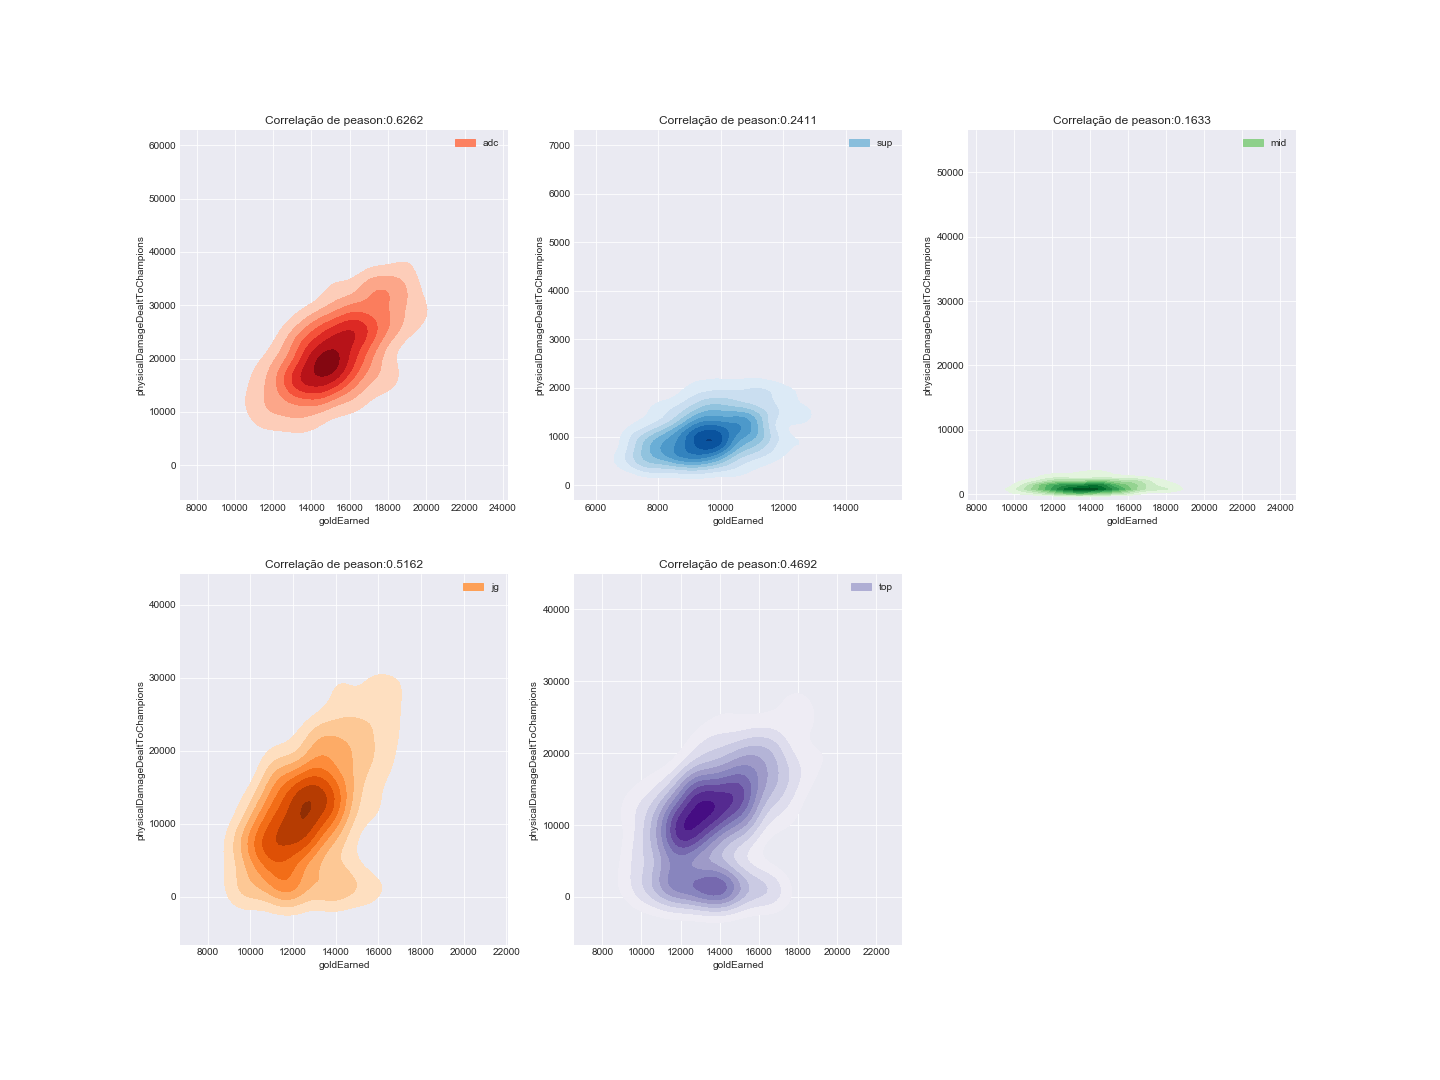 Correlação de peason:0.6262
adc
60000
50000
40000
30000
20000
10000
0
physicalDamageDealtToChampions
8000 10000 12000 14000 16000 18000 20000 22000 24000
goldEarned
Correlação de peason:0.2411
sup
7000
6000
5000
4000
3000
2000
1000
0
physicalDamageDealtToChampions
6000 8000 10000 12000 14000
goldEarned
Correlação de peason:0.1633
mid
50000
40000
30000
20000
10000
0
physicalDamageDealtToChampions
8000 10000 12000 14000 16000 18000 20000 22000 24000
goldEarned
Correlação de peason:0.5162
jg
40000
30000
20000
10000
0
physicalDamageDealtToChampions
8000 10000 12000 14000 16000 18000 20000 22000
goldEarned
Correlação de peason:0.4692
top
40000
30000
20000
10000
0
physicalDamageDealtToChampions
8000 10000 12000 14000 16000 18000 20000 22000
goldEarned